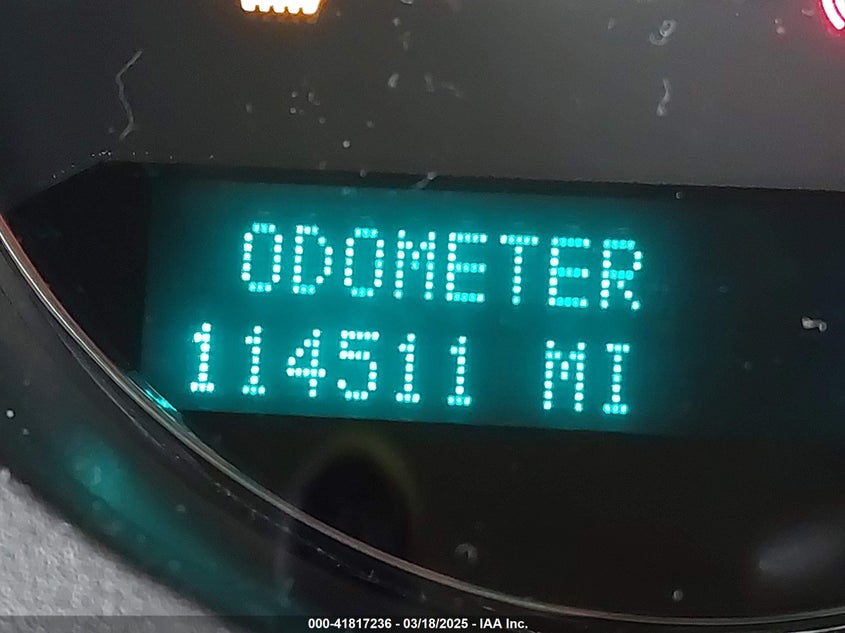 ODOMETER
114511 MI
000-41817236 - 03/18/2025 - IAA Inc.